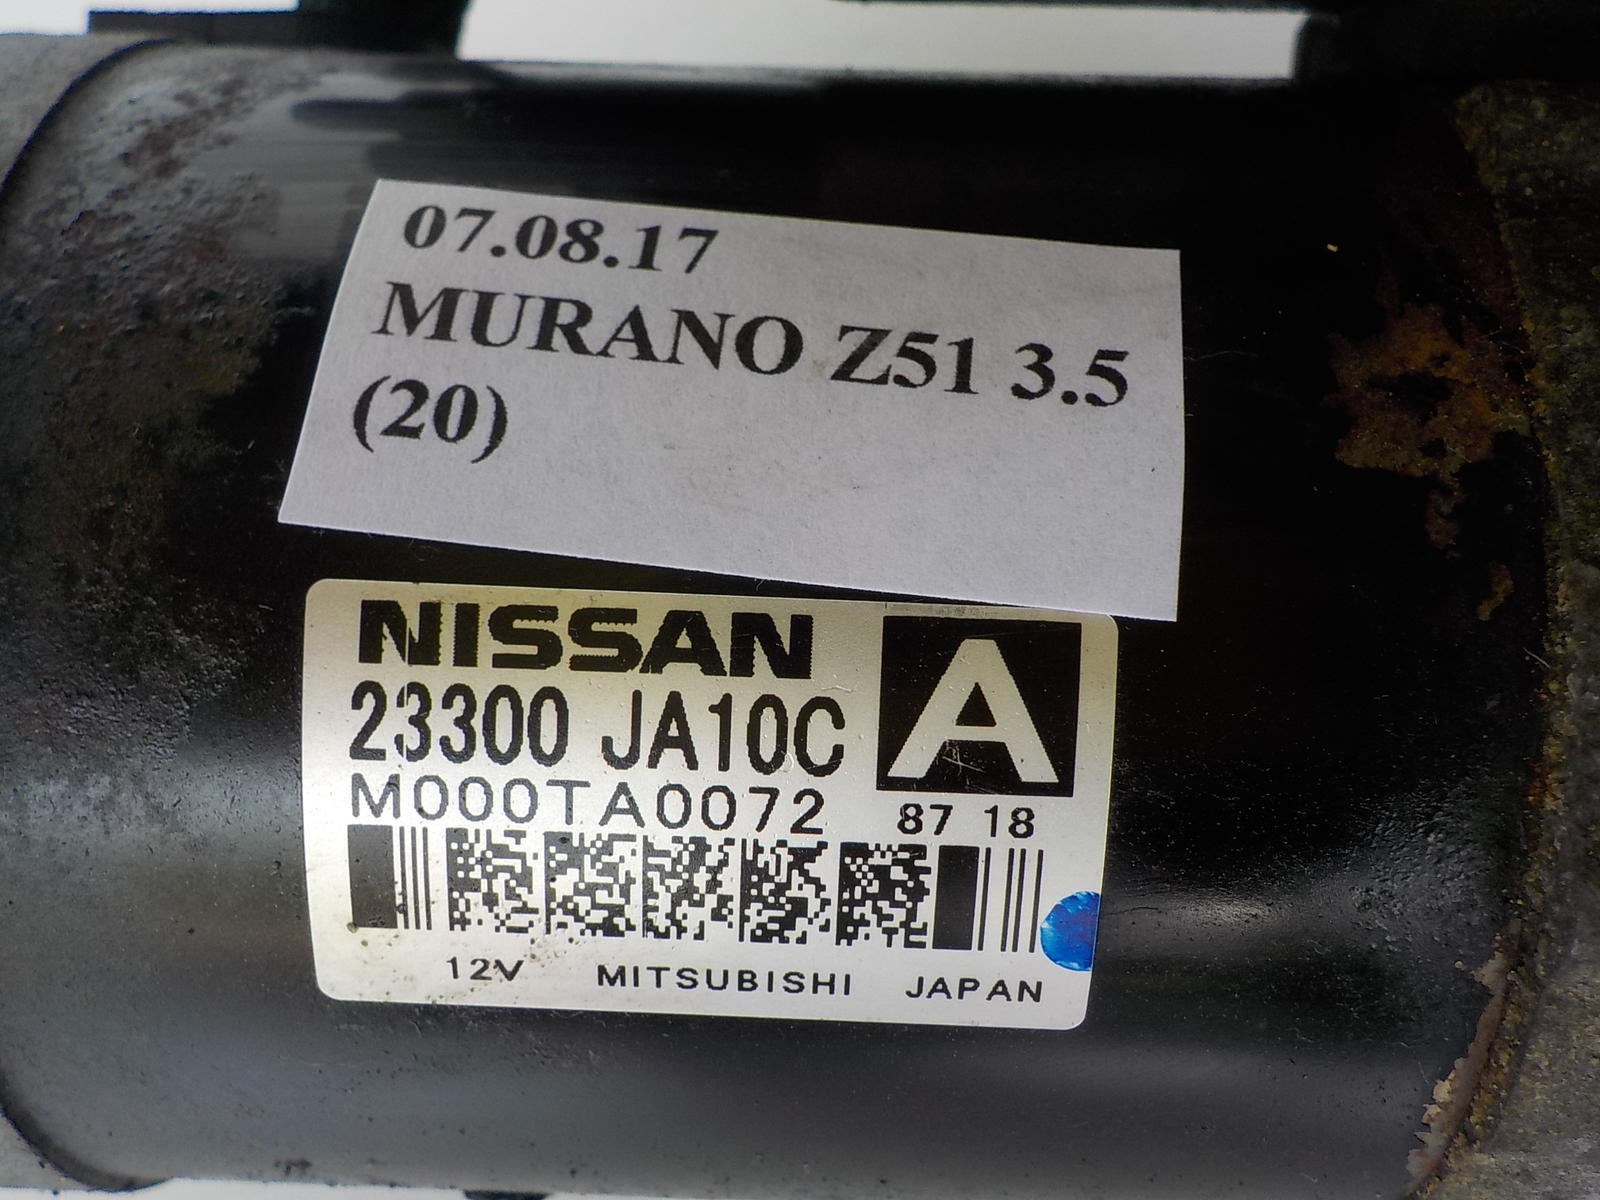 07.08.17
MURANO Z51 3.5
(20)
NISSAN
A
23300 JA10C
M000TA0072
87 18
12V MITSUBISHI JAPAN